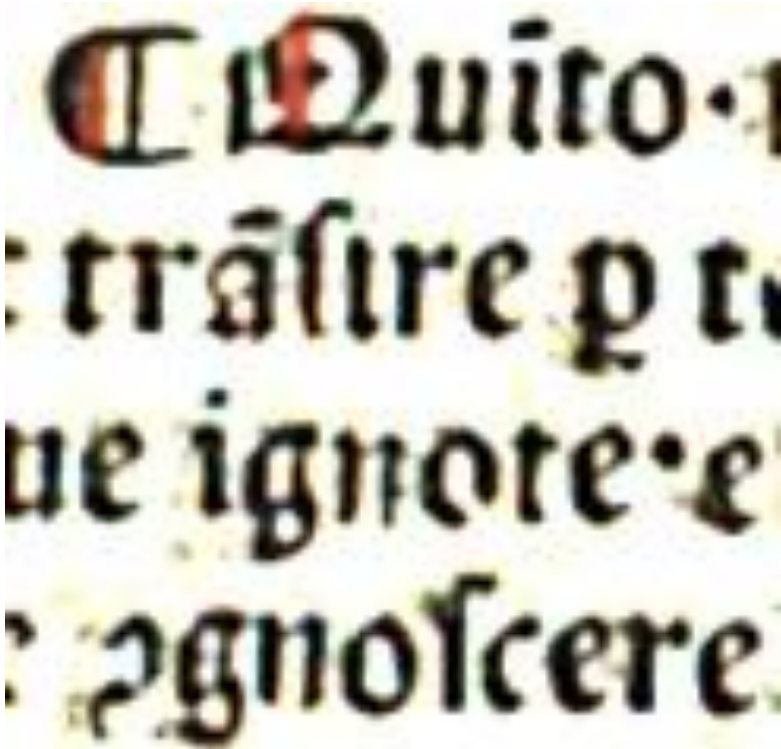 ¶ Quito·
trãſire ꝑ
ue ignote·e
ꝯgnoſcere